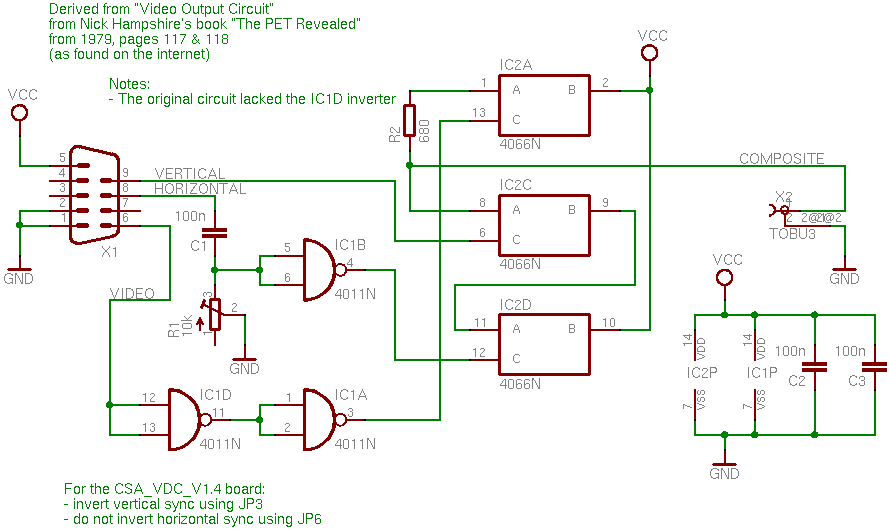 Derived from "Video Output Circuit"
from Nick Hampshire's book "The PET Revealed"
from 1979, pages 117 & 118
(as found on the internet)
Notes:
- The original circuit lacked the IC1D inverter
VCC
5
4
3
2
1
9
8
7
6
X1
GND
VERTICAL
HORIZONTAL
100n
C1
VIDEO
R1
10k
3
2
1
GND
5
6
IC1B
4
4011N
12
13
IC1D
11
4011N
1
2
IC1A
3
4011N
R2
680
IC2A
1
A
B
2
13
C
4066N
VCC
IC2C
8
A
B
9
6
C
4066N
IC2D
11
A
B
10
12
C
4066N
COMPOSITE
X2
1
2
TOBU3
GND
VCC
14
VDD
IC2P
7
VSS
14
VDD
IC1P
7
VSS
100n
C2
100n
C3
GND
For the CSA_VDC_V1.4 board:
- invert vertical sync using JP3
- do not invert horizontal sync using JP6